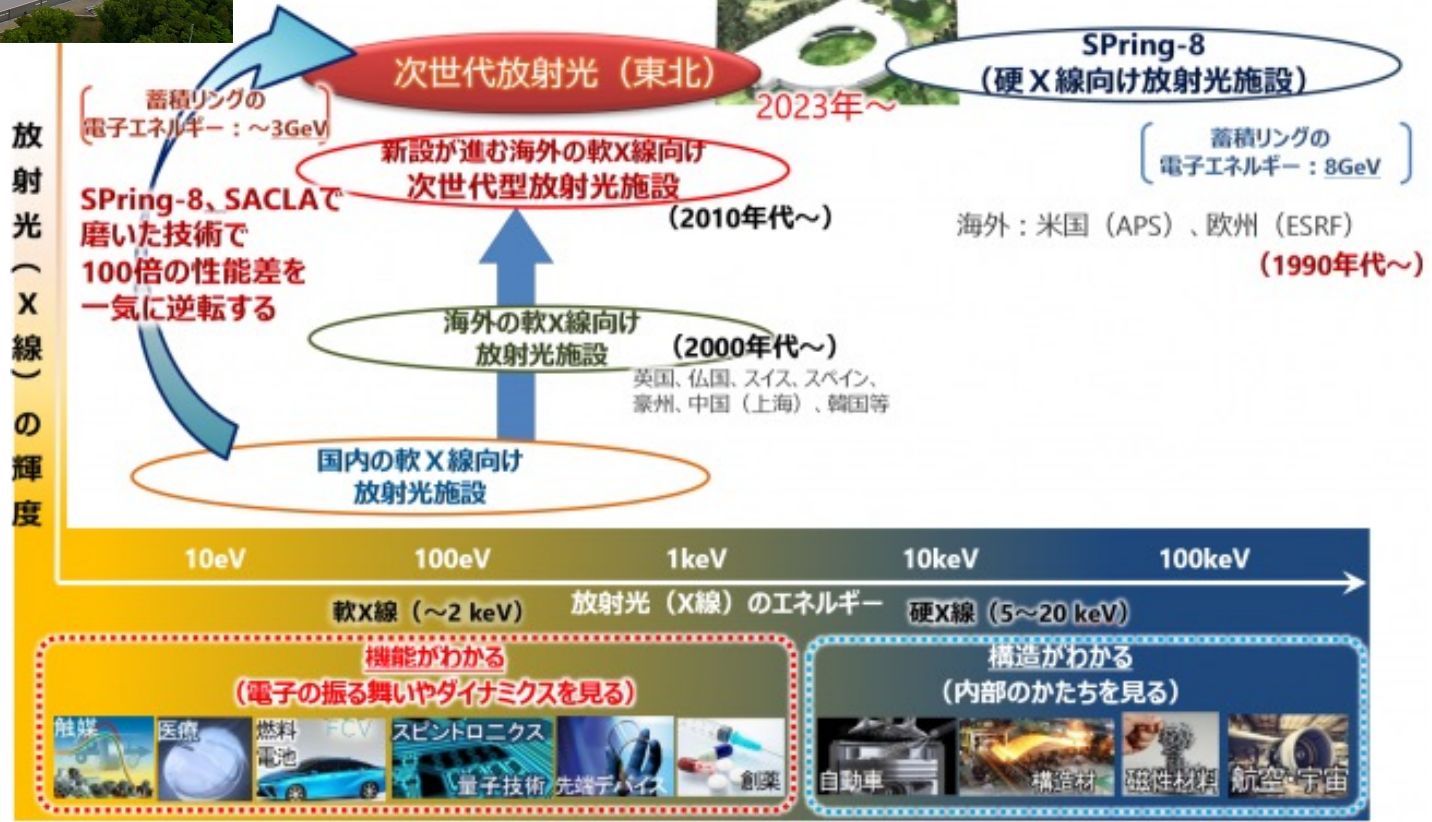 次世代放射光（東北）
2023年～
SPring-8
（硬X線向け放射光施設）
蓄積リングの
電子エネルギー：～3GeV
新設が進む海外の軟X線向け
次世代型放射光施設
（2010年代～）
蓄積リングの
電子エネルギー：8GeV
海外：米国（APS）、欧州（ESRF）
（1990年代～）
SPring-8、SACLAで
磨いた技術で
100倍の性能差を
一気に逆転する
海外の軟X線向け
放射光施設
（2000年代～）
英国、仏国、スイス、スペイン、
豪州、中国（上海）、韓国等
国内の軟X線向け
放射光施設
放射光（X線）の輝度
10eV 100eV 1keV 10keV 100keV
放射光（X線）のエネルギー
軟X線（～2 keV）
硬X線（5～20 keV）
機能がわかる
（電子の振る舞いやダイナミクスを見る）
触媒
医療
燃料
電池
FCV
スピントロニクス
量子技術
先端デバイス
創薬
構造がわかる
（内部のかたちを見る）
自動車
構造材
磁性材料
航空・宇宙